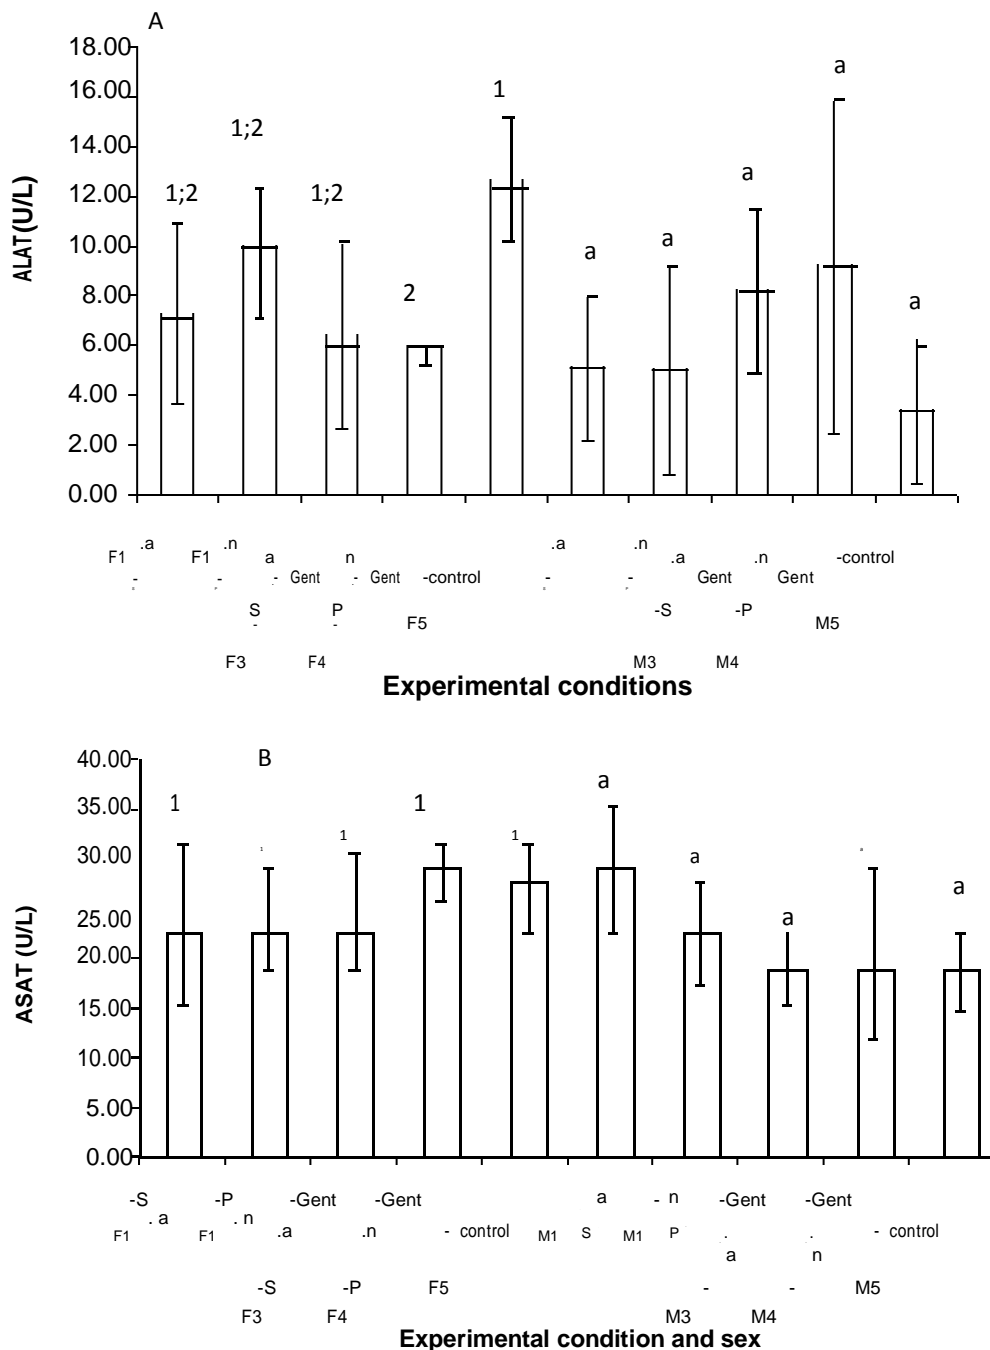 A
18.00
16.00
14.00
12.00
10.00
8.00
6.00
4.00
2.00
0.00
ALAT(U/L)
1;2
1;2
1;2
2
1
a
a
a
a
a
F1 .a F1 .n a n .a .n .a .n -control
- - - Gent - Gent -control - - Gent Gent
S P -S -P
- - F5 M5
F3 F4 M3 M4
Experimental conditions
B
40.00
35.00
30.00
25.00
20.00
15.00
10.00
5.00
0.00
ASAT (U/L)
1
1
1
1
1
a
a
a
a
-S -P -Gent -Gent a - n -Gent -Gent
F1 .a F1 .n .a .n - control M1 S M1 P . . - control
a n
-S -P F5 - - M5
F3 F4 M3 M4
Experimental condition and sex